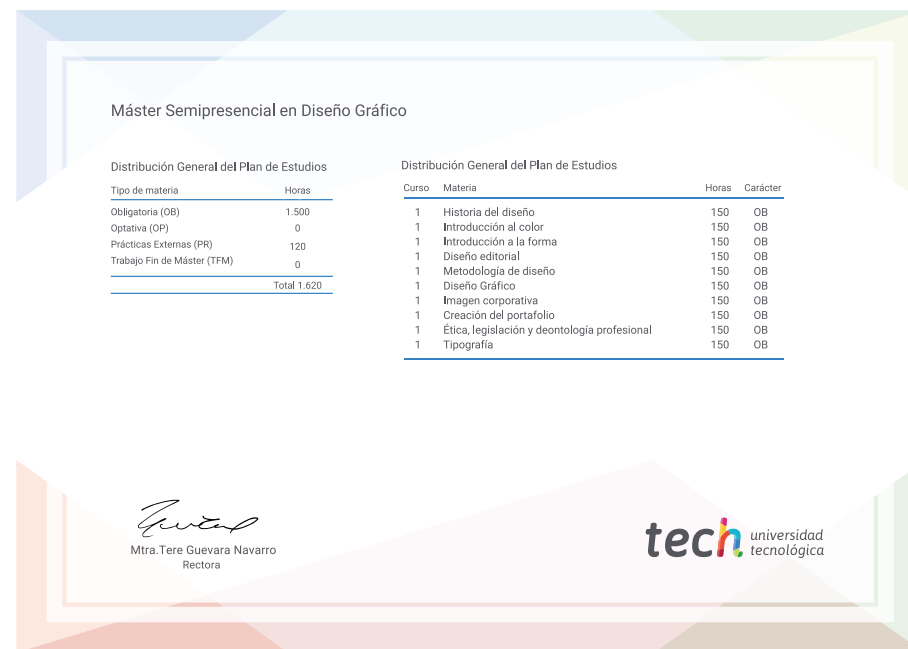 Máster Semipresencial en Diseño Gráfico
Distribución General del Plan de Estudios
Tipo de materia Horas
Obligatoria (OB) 1.500
Optativa (OP) 0
Prácticas Externas (PR) 120
Trabajo Fin de Máster (TFM) 0
Total 1.620
Distribución General del Plan de Estudios
Curso Materia Horas Carácter
1 Historia del diseño 150 OB
1 Introducción al color 150 OB
1 Introducción a la forma 150 OB
1 Diseño editorial 150 OB
1 Metodología de diseño 150 OB
1 Diseño Gráfico 150 OB
1 Imagen corporativa 150 OB
1 Creación del portafolio 150 OB
1 Ética, legislación y deontología profesional 150 OB
1 Tipografía 150 OB
Mtra.Tere Guevara Navarro
Rectora
tech universidad
tecnológica